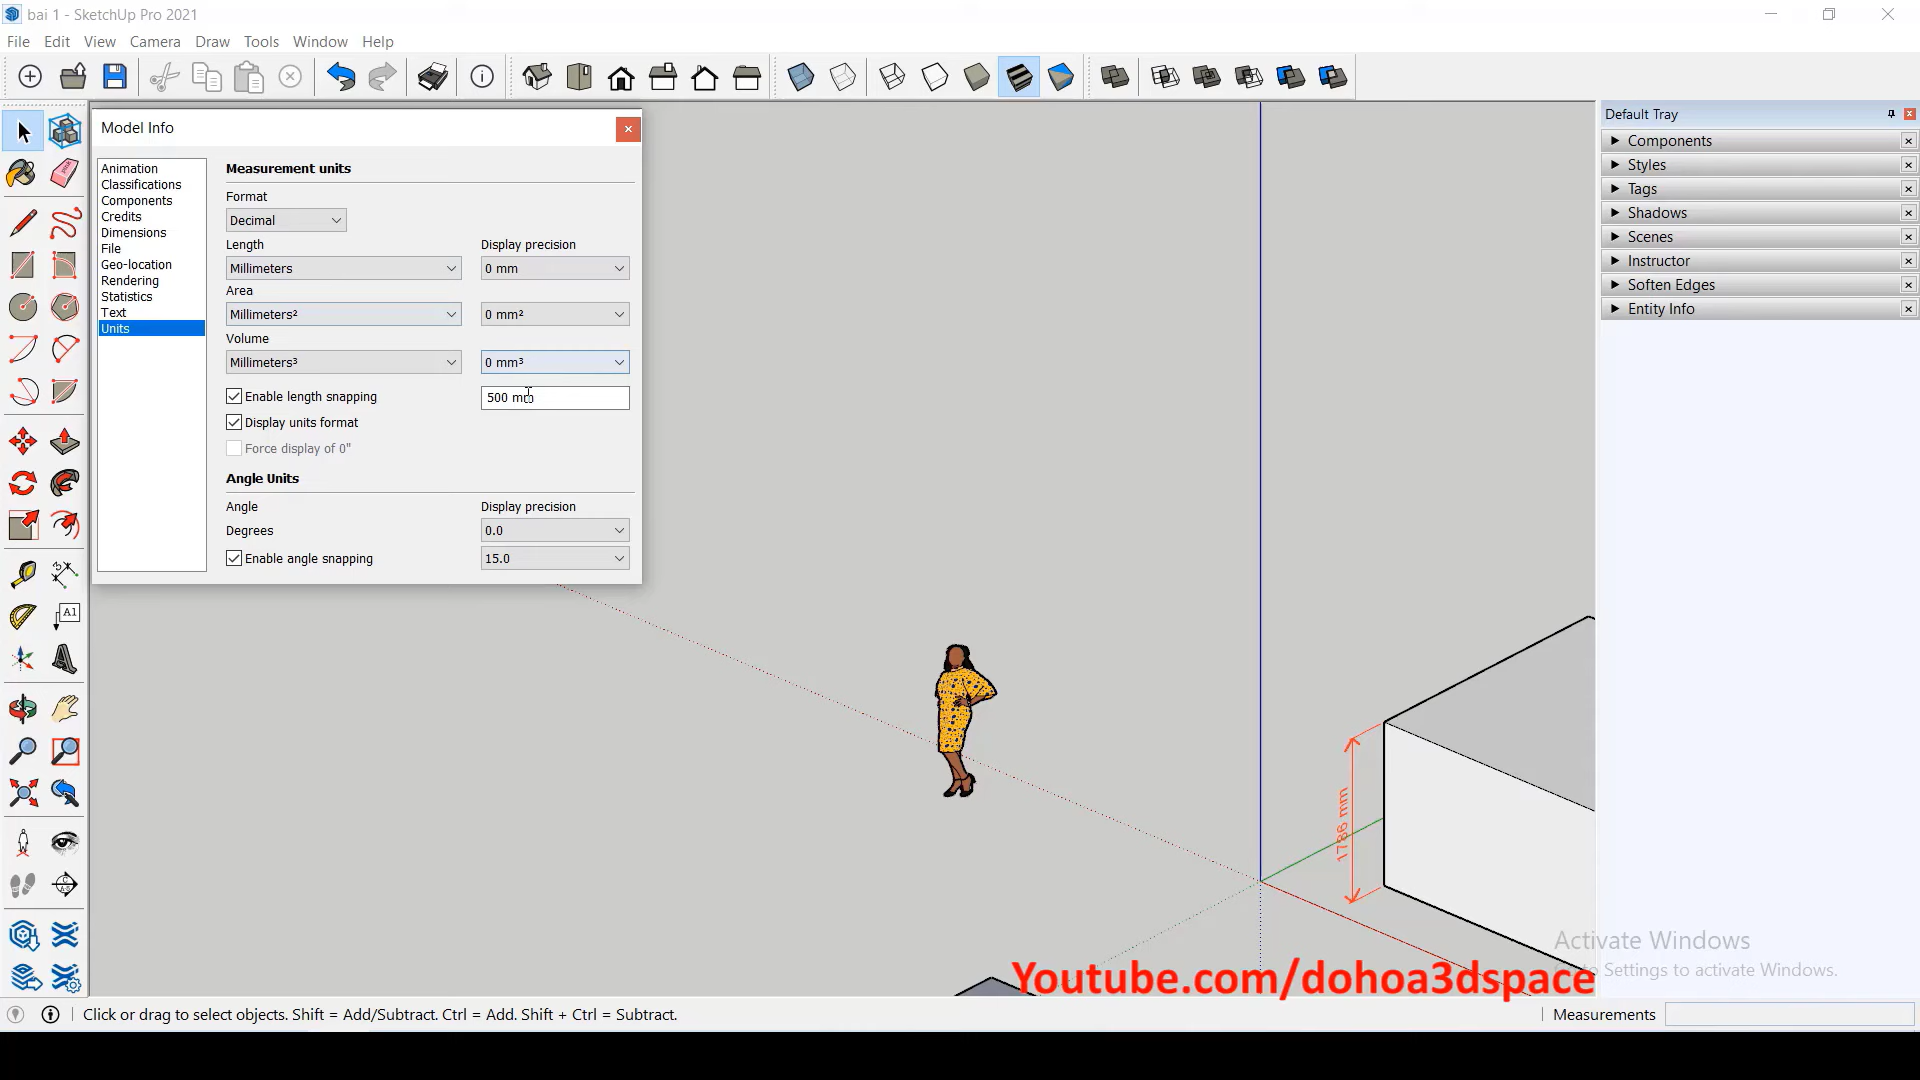 bai 1 - SketchUp Pro 2021
File Edit View Camera Draw Tools Window Help
Model Info
Animation
Classifications
Components
Credits
Dimensions
File
Geo-location
Rendering
Statistics
Text
Units
Measurement units
Format
Decimal
Length Display precision
Millimeters 0 mm
Area
Millimeters² 0 mm²
Volume
Millimeters³ 0 mm³
Enable length snapping 500 mm
Display units format
Force display of 0"
Angle Units
Angle Display precision
Degrees 0.0
Enable angle snapping 15.0
Default Tray
Components
Styles
Tags
Shadows
Scenes
Instructor
Soften Edges
Entity Info
A1
1786 mm
Activate Windows
to Settings to activate Windows.
Youtube.com/dohoa3dspace
Click or drag to select objects. Shift = Add/Subtract. Ctrl = Add. Shift + Ctrl = Subtract.
Measurements